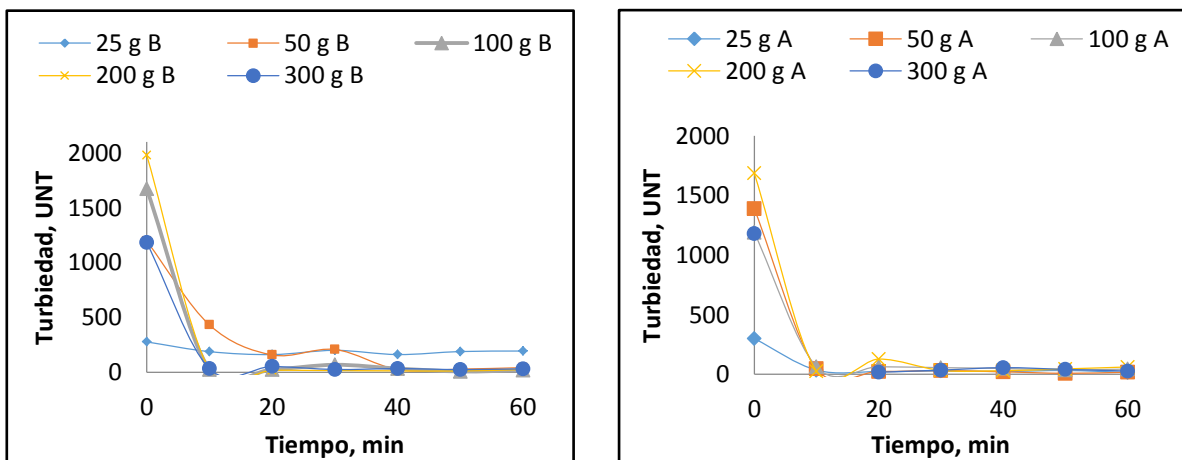 25 g B 50 g B 100 g B
200 g B 300 g B
2000
1500
1000
500
0
Turbiedad, UNT
0 20 40 60
Tiempo, min
25 g A 50 g A 100 g A
200 g A 300 g A
2000
1500
1000
500
0
Turbiedad, UNT
0 20 40 60
Tiempo, min